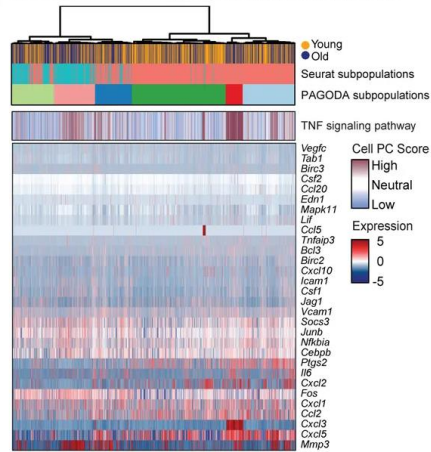 Young
Old
Seurat subpopulations
PAGODA subpopulations
TNF signaling pathway
Vegfc
Tab1
Birc3
Csf2
Ccl20
Edn1
Mapk11
Lif
Ccl5
Tnfaip3
Bcl3
Birc2
Cxcl10
Icam1
Csf1
Jag1
Vcam1
Socs3
Junb
Nfkbia
Cebpb
Ptgs2
Il6
Cxcl2
Fos
Cxcl1
Ccl2
Cxcl3
Cxcl5
Mmp3
Cell PC Score
High
Neutral
Low
Expression
5
0
-5